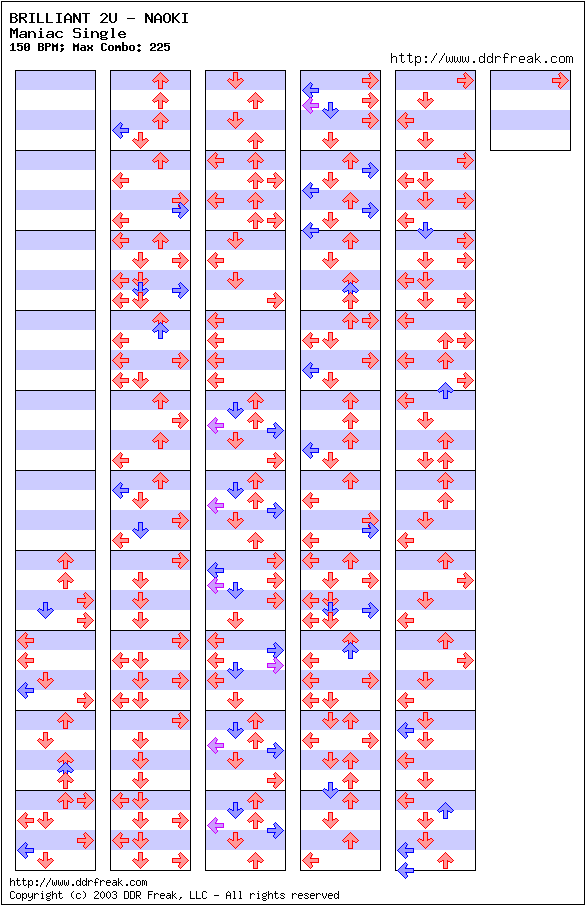 BRILLIANT 2U - NAOKI
Maniac Single
150 BPM; Max Combo: 225
http://www.ddrfreak.com
http://www.ddrfreak.com
Copyright (c) 2003 DDR Freak, LLC - All rights reserved